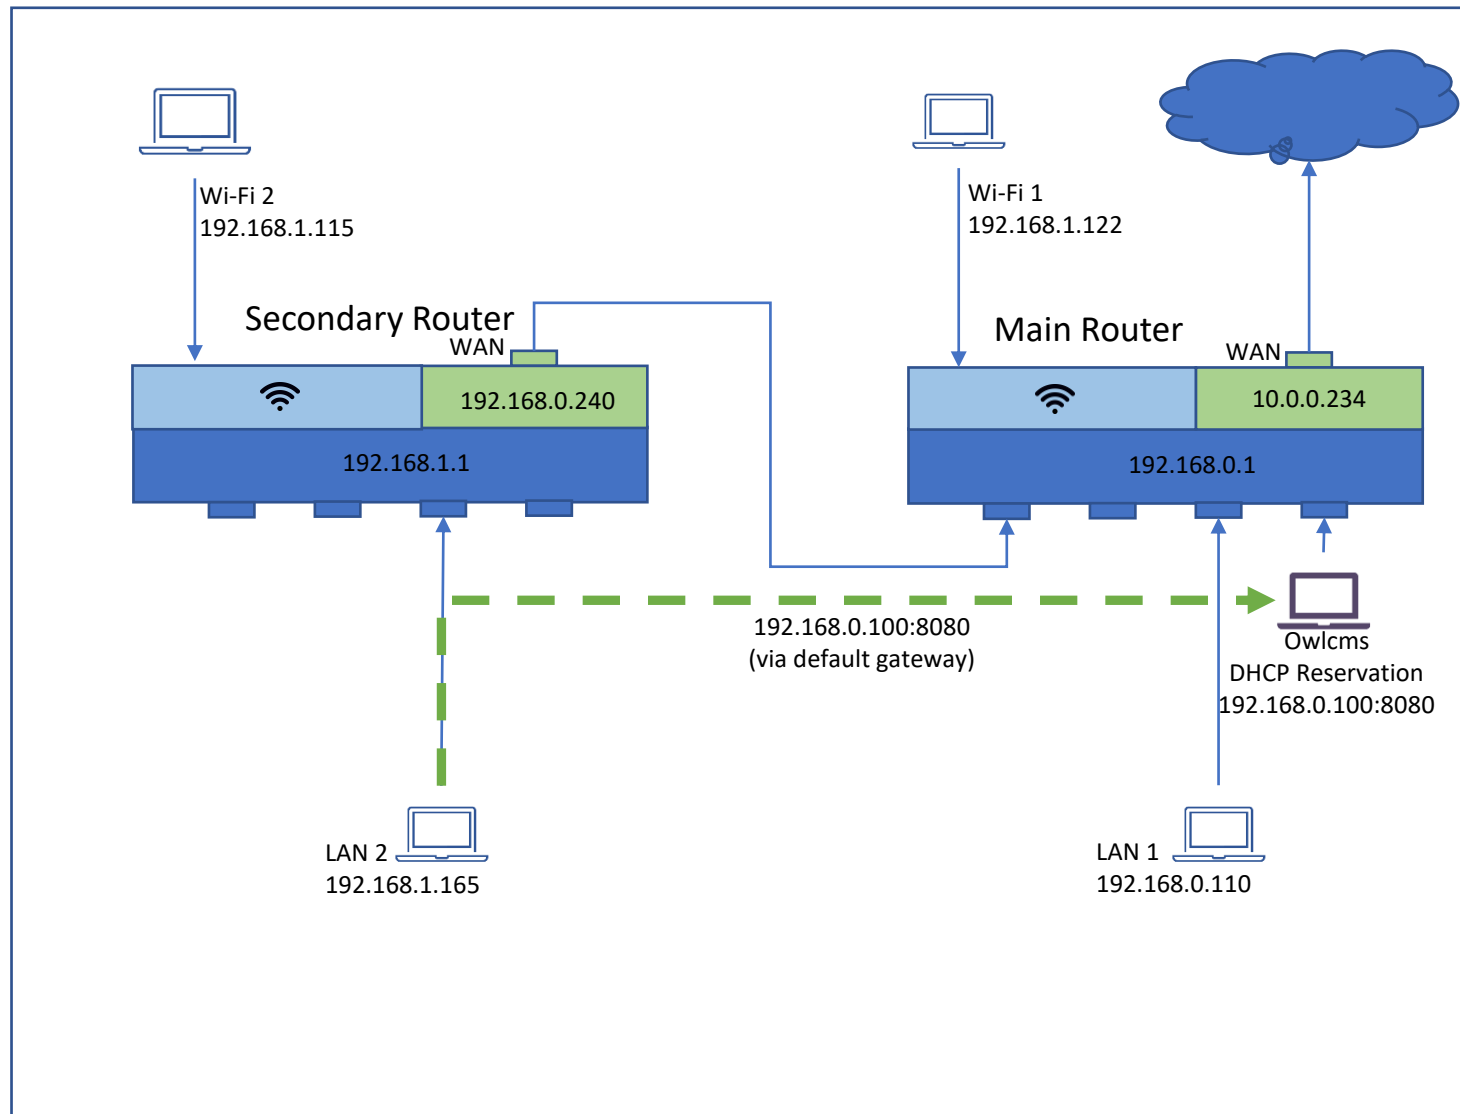 Wi-Fi 2
192.168.1.115
Wi-Fi 1
192.168.1.122
Secondary Router
WAN
Main Router
WAN
192.168.0.240
10.0.0.234
192.168.1.1
192.168.0.1
192.168.0.100:8080
(via default gateway)
Owlcms
DHCP Reservation
192.168.0.100:8080
LAN 2
192.168.1.165
LAN 1
192.168.0.110